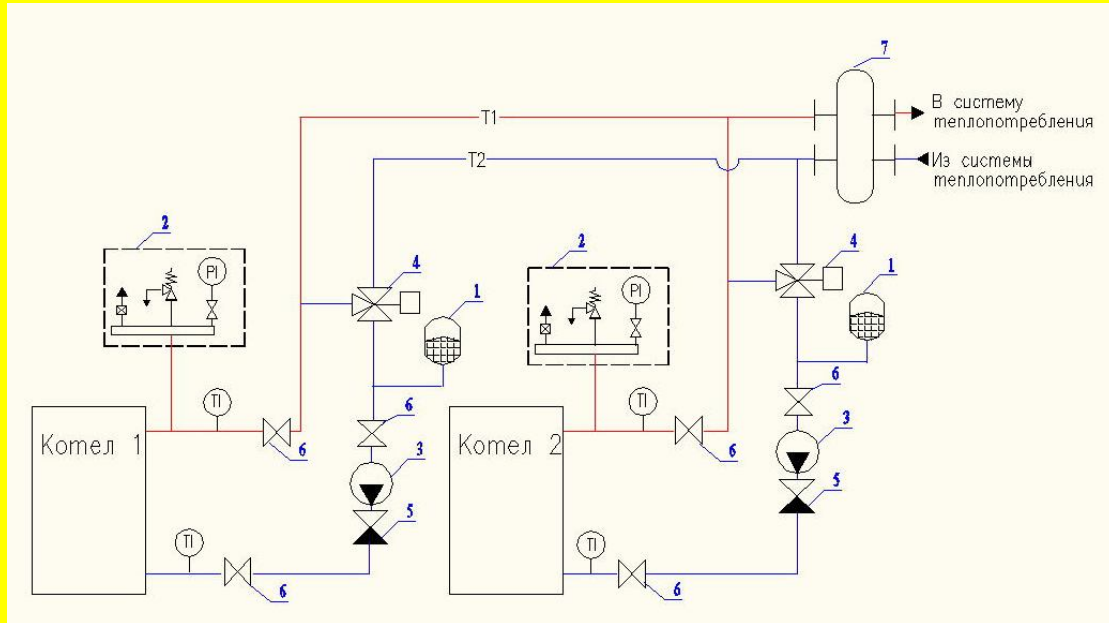 7
В систему
теплопотребления
T1
T2
Из системы
теплопотребления
2
PI
4
1
2
PI
4
1
TI
6
6
3
5
TI
6
6
3
5
Котел 1
Котел 2
TI
6
TI
6